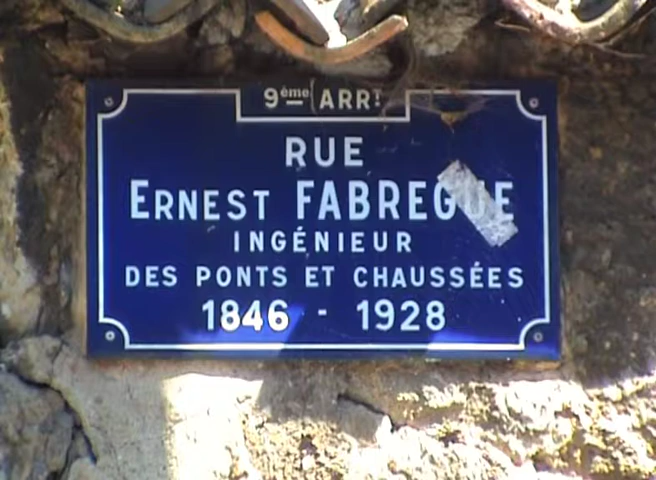 9ème ARRT
RUE
ERNEST FABREGUE
INGÉNIEUR
DES PONTS ET CHAUSSÉES
1846 - 1928